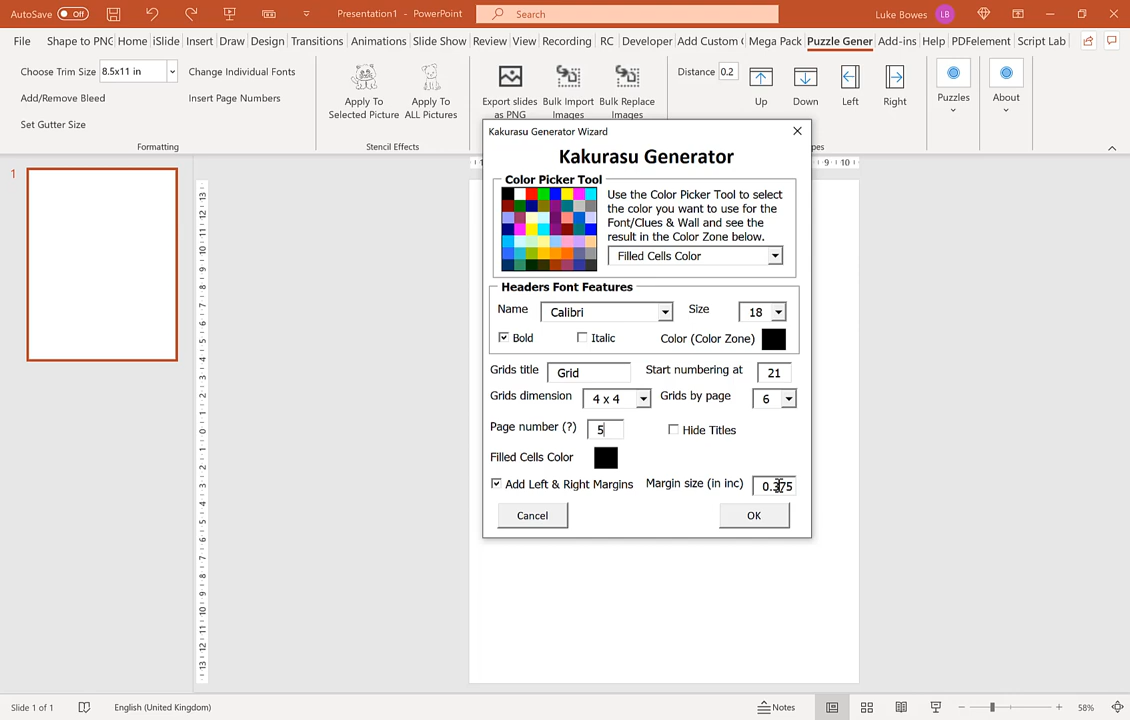 AutoSave Off Presentation1 - PowerPoint Search Luke Bowes LB
File Shape to PNG Home iSlide Insert Draw Design Transitions Animations Slide Show Review View Recording RC Developer Add Custom Mega Pack Puzzle Gener Add-ins Help PDFelement Script Lab
Choose Trim Size 8.5x11 in Change Individual Fonts
Add/Remove Bleed Insert Page Numbers
Set Gutter Size
Formatting
Apply To Selected Picture
Apply To ALL Pictures
Stencil Effects
Export slides as PNG
Bulk Import Images
Bulk Replace Images
Distance 0.2
Up Down Left Right
Puzzles
About
Kakurasu Generator Wizard
Kakurasu Generator
Color Picker Tool
Use the Color Picker Tool to select
the color you want to use for the
Font/Clues & Wall and see the
result in the Color Zone below.
Filled Cells Color
Headers Font Features
Name Calibri Size 18
Bold Italic Color (Color Zone)
Grids title Grid Start numbering at 21
Grids dimension 4 x 4 Grids by page 6
Page number (?) 5 Hide Titles
Filled Cells Color
Add Left & Right Margins Margin size (in inc) 0.375
Cancel OK
1
Slide 1 of 1 English (United Kingdom) Notes 58%